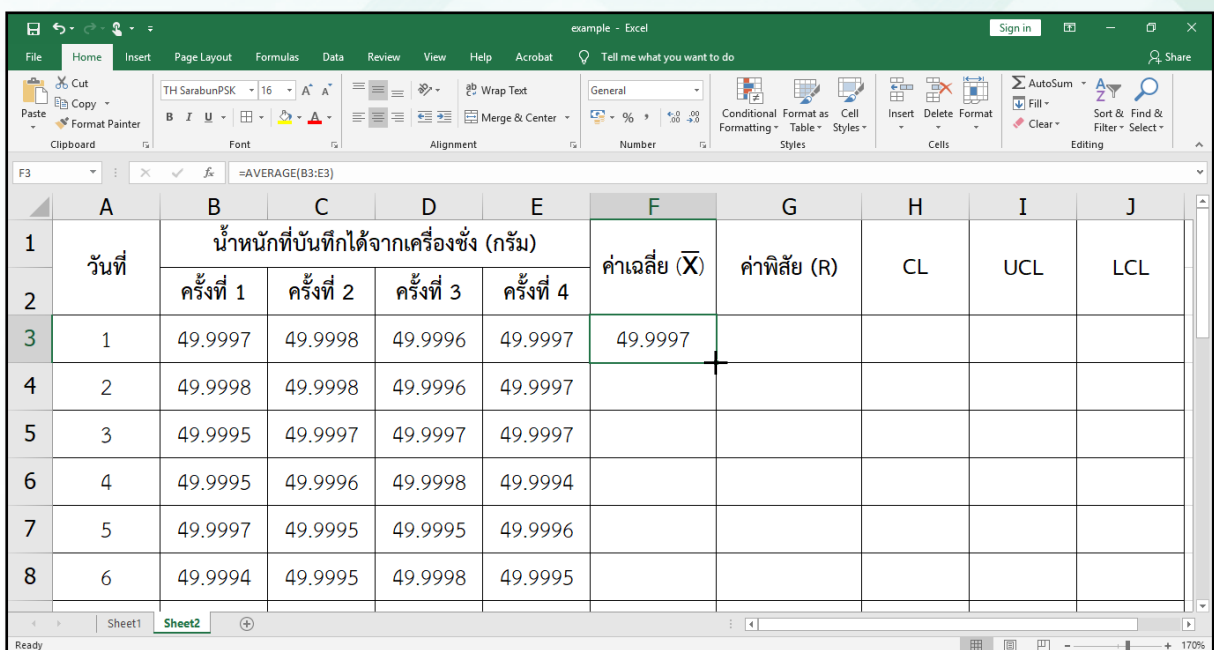 example - Excel
Sign in
File Home Insert Page Layout Formulas Data Review View Help Acrobat Tell me what you want to do Share
Paste
Cut
Copy
Format Painter
Clipboard
TH SarabunPSK 16 A A
B I U A
Font
ab Wrap Text
Merge & Center
Alignment
General
% , .00 .00
Number
Conditional Formatting
Format as Table
Cell Styles
Styles
Insert Delete Format
Cells
AutoSum
Fill
Clear
Sort & Filter
Find & Select
Editing
F3 fx =AVERAGE(B3:E3)
A B C D E F G H I J
1 วันที่ น้ำหนักที่บันทึกได้จากเครื่องชั่ง (กรัม) ค่าเฉลี่ย (X̅) ค่าพิสัย (R) CL UCL LCL
2 ครั้งที่ 1 ครั้งที่ 2 ครั้งที่ 3 ครั้งที่ 4
3 1 49.9997 49.9998 49.9996 49.9997 49.9997
4 2 49.9998 49.9998 49.9996 49.9997
5 3 49.9995 49.9997 49.9997 49.9997
6 4 49.9995 49.9996 49.9998 49.9994
7 5 49.9997 49.9995 49.9995 49.9996
8 6 49.9994 49.9995 49.9998 49.9995
Sheet1 Sheet2
Ready 170%